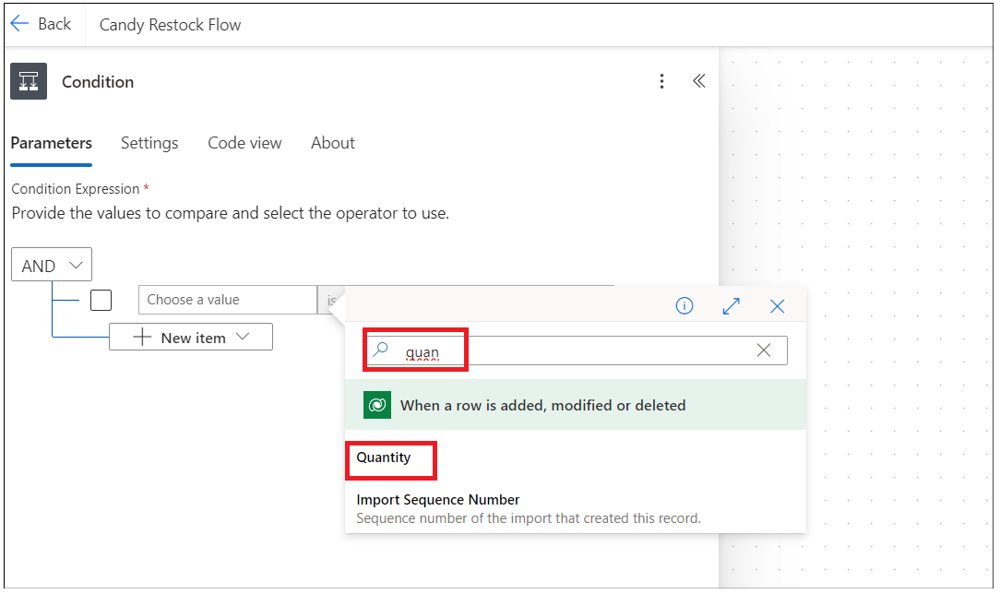 Back
Candy Restock Flow
Condition
Parameters Settings Code view About
Condition Expression *
Provide the values to compare and select the operator to use.
AND
Choose a value
is
New item
quan
When a row is added, modified or deleted
Quantity
Import Sequence Number
Sequence number of the import that created this record.